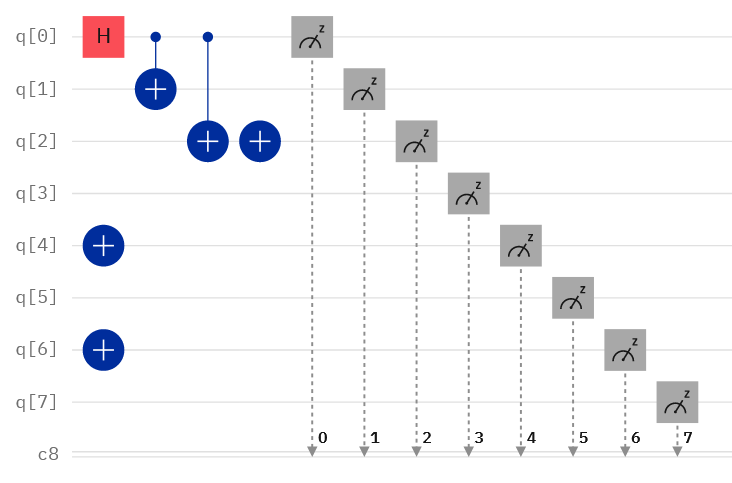 q[0] H z
q[1] z
q[2] z
q[3] z
q[4] z
q[5] z
q[6] z
q[7] z
c8 0 1 2 3 4 5 6 7